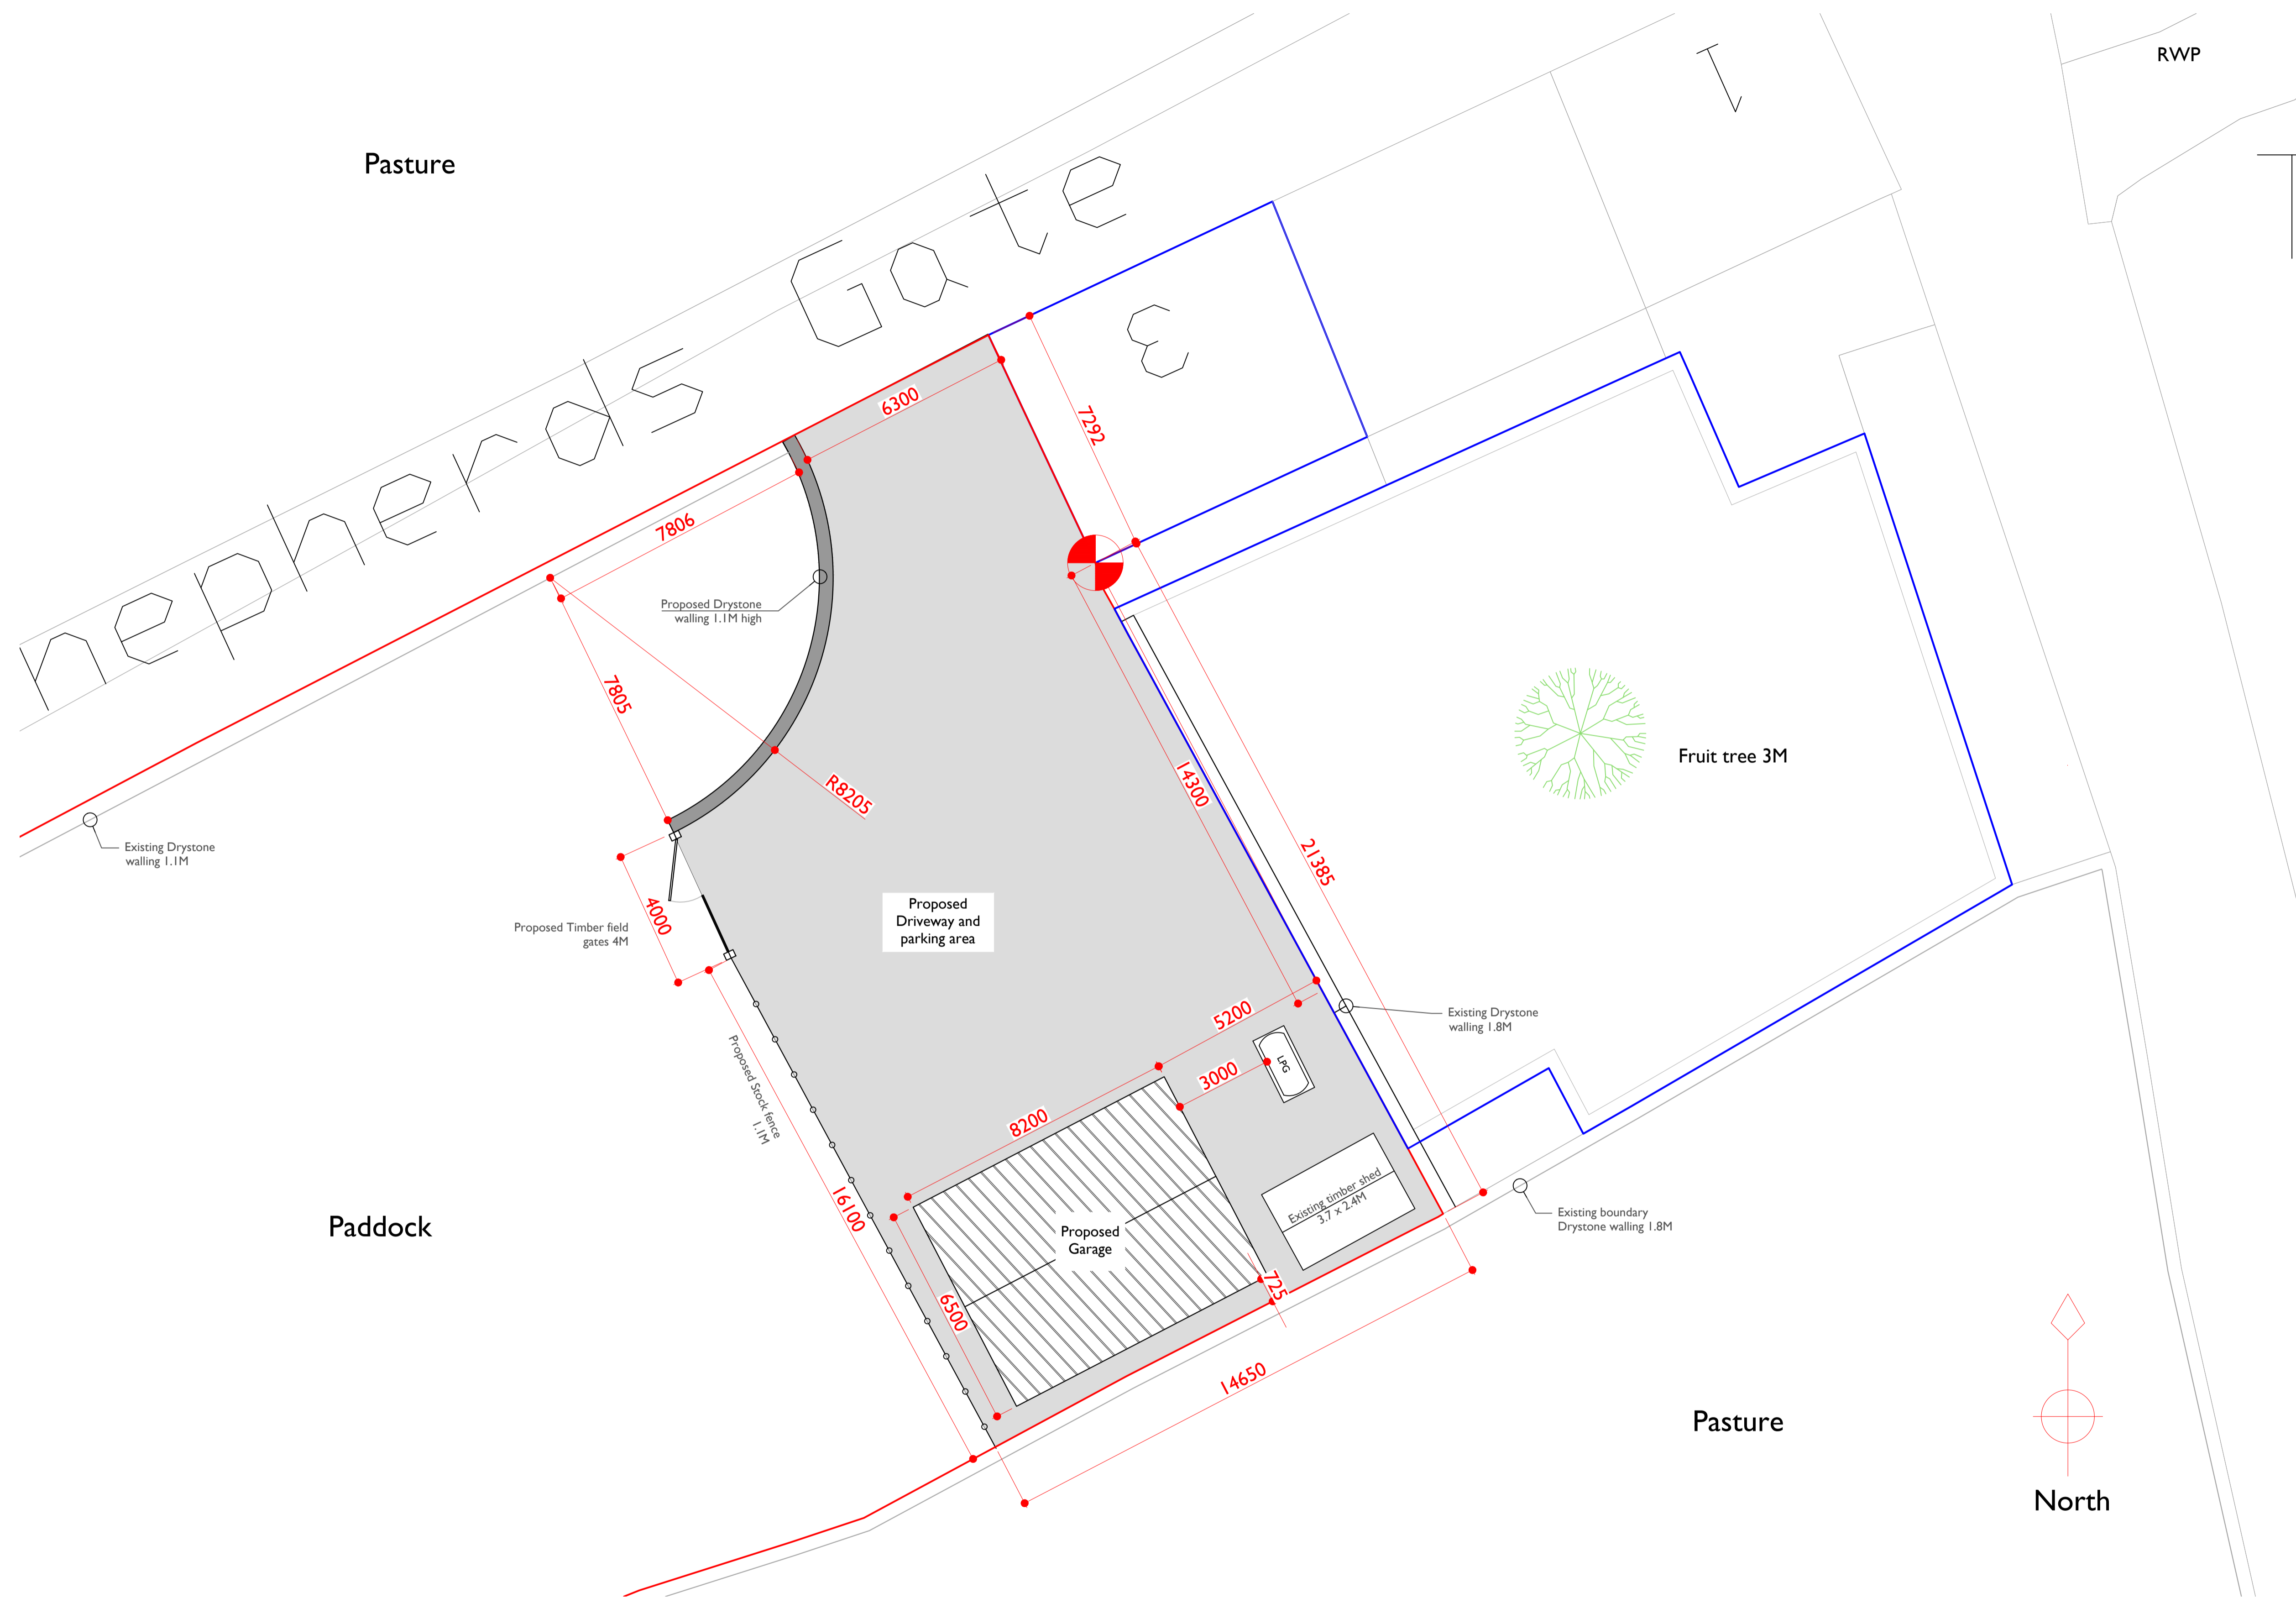 RWP
1
Pasture
hepherds Gate
3
6300
7292
7806
Proposed Drystone
walling 1.1M high
7805
R8205
14300
Fruit tree 3M
Existing Drystone
walling 1.1M
21385
Proposed
Driveway and
parking area
4000
Proposed Timber field
gates 4M
5200
Existing Drystone
walling 1.8M
LPG
3000
Proposed Stock fence
1.1M
8200
Existing timber shed
3.7 x 2.4M
16100
Paddock
Proposed
Garage
Existing boundary
Drystone walling 1.8M
725
6500
14650
Pasture
North